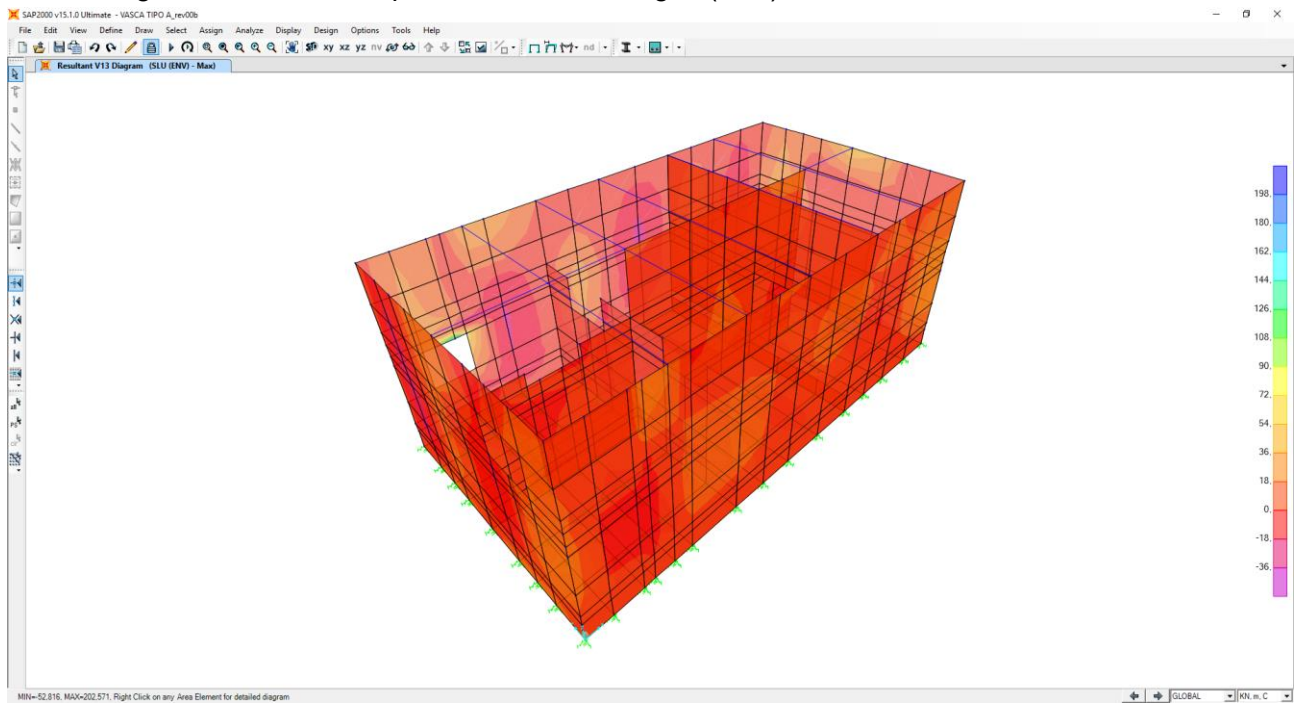 SAP2000 v15.1.0 Ultimate - VASCA TIPO A_rev00b
File Edit View Define Draw Select Assign Analyze Display Design Options Tools Help
xy xz yz nv nd
Resultant V13 Diagram (SLU (ENV) - Max)
198,
180,
162,
144,
126,
108,
90,
72,
54,
36,
18,
0,
-18,
-36,
MIN=-52,816, MAX=202,571, Right Click on any Area Element for detailed diagram
GLOBAL
KN, m, C